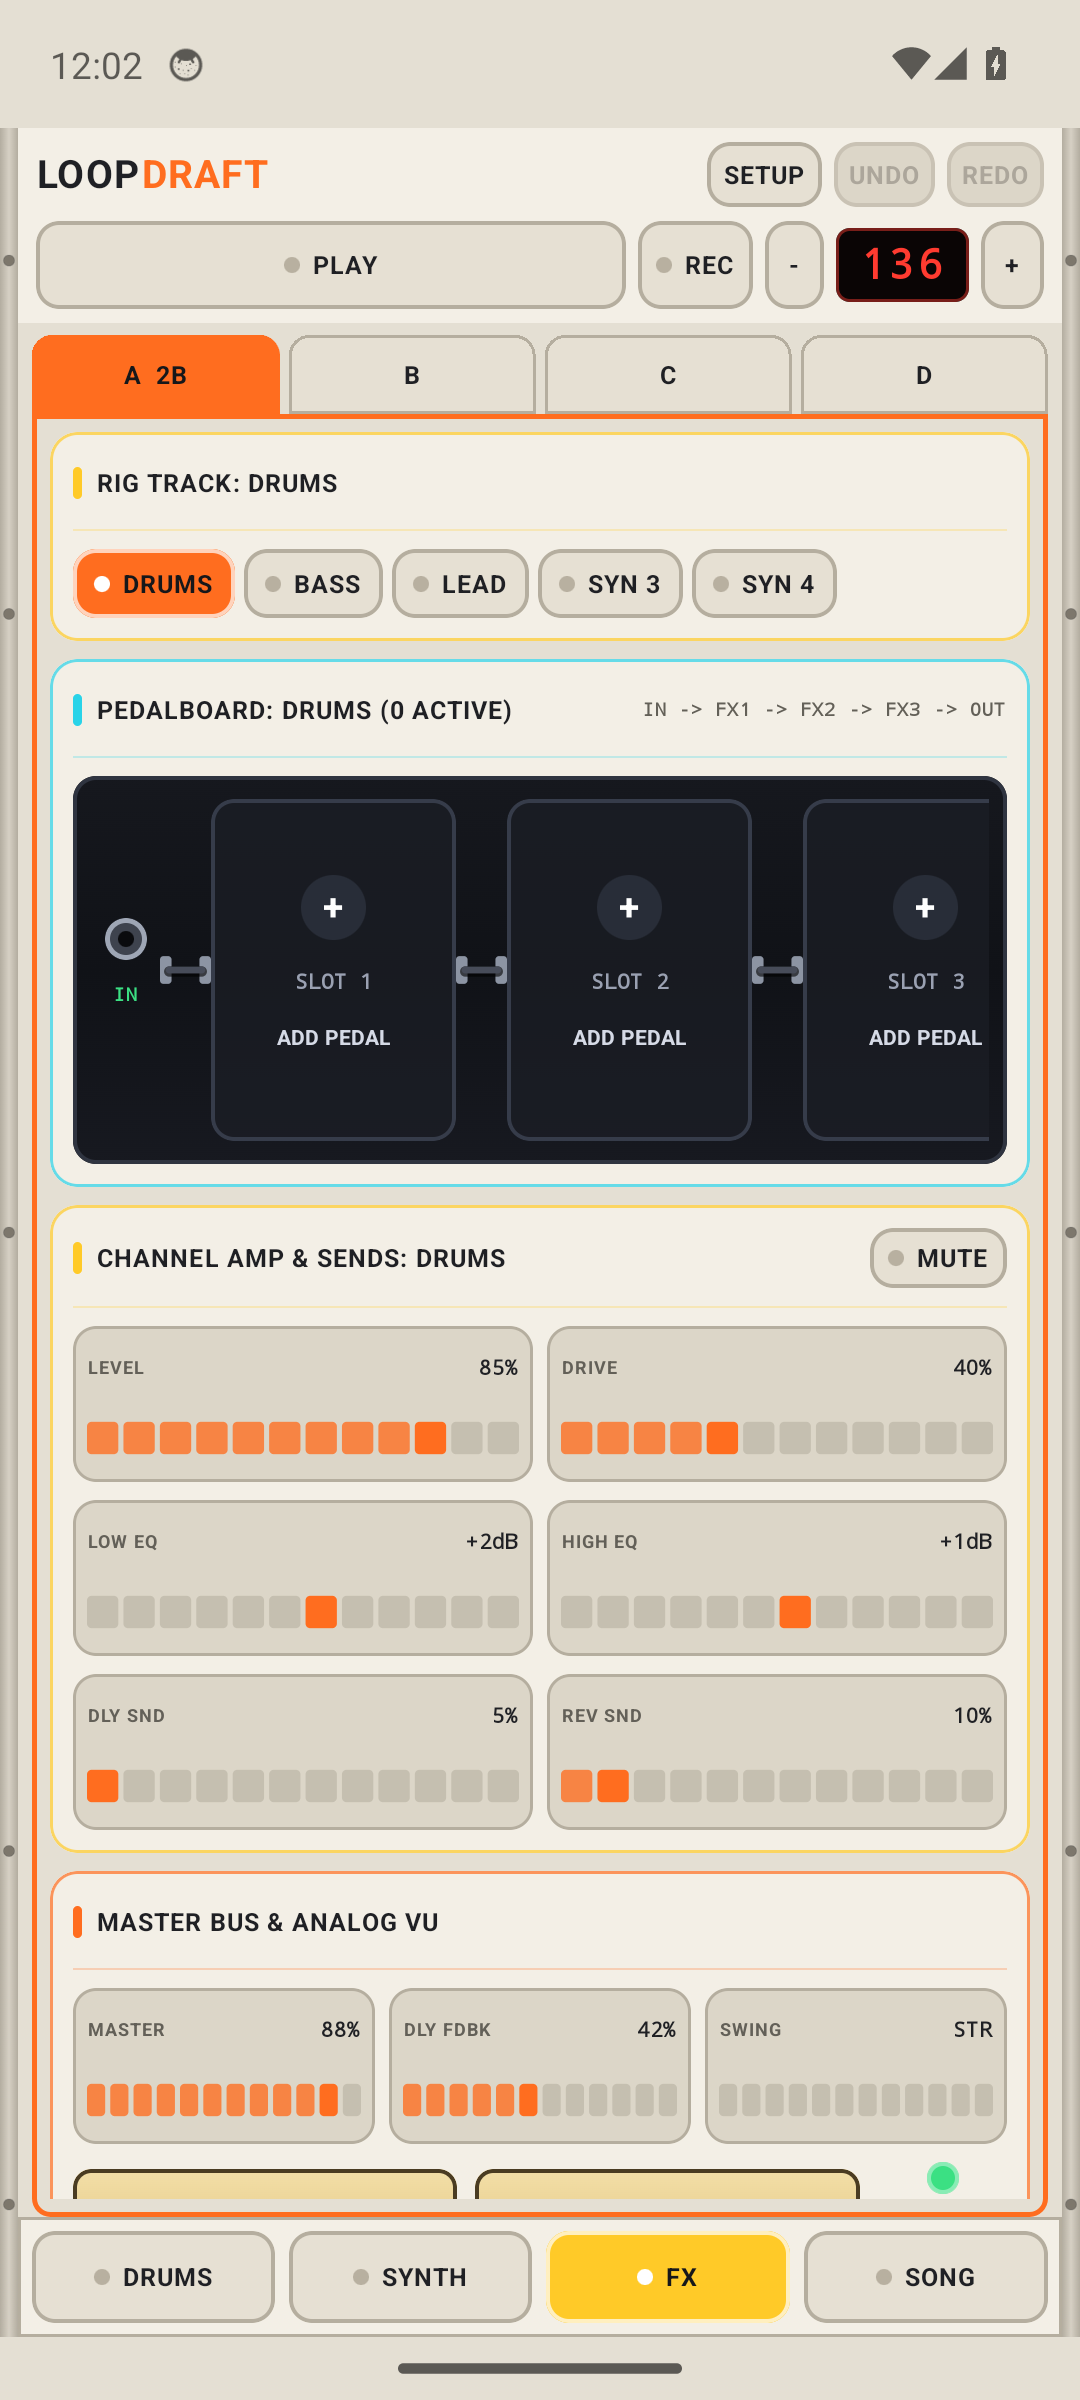 12:02
LOOPDRAFT
SETUP UNDO REDO
PLAY REC - 136 +
A 2B B C D
RIG TRACK: DRUMS
DRUMS BASS LEAD SYN 3 SYN 4
PEDALBOARD: DRUMS (0 ACTIVE) IN -> FX1 -> FX2 -> FX3 -> OUT
+ + +
IN SLOT 1 SLOT 2 SLOT 3
ADD PEDAL ADD PEDAL ADD PEDAL
CHANNEL AMP & SENDS: DRUMS MUTE
LEVEL 85% DRIVE 40%
LOW EQ +2dB HIGH EQ +1dB
DLY SND 5% REV SND 10%
MASTER BUS & ANALOG VU
MASTER 88% DLY FDBK 42% SWING STR
DRUMS SYNTH FX SONG